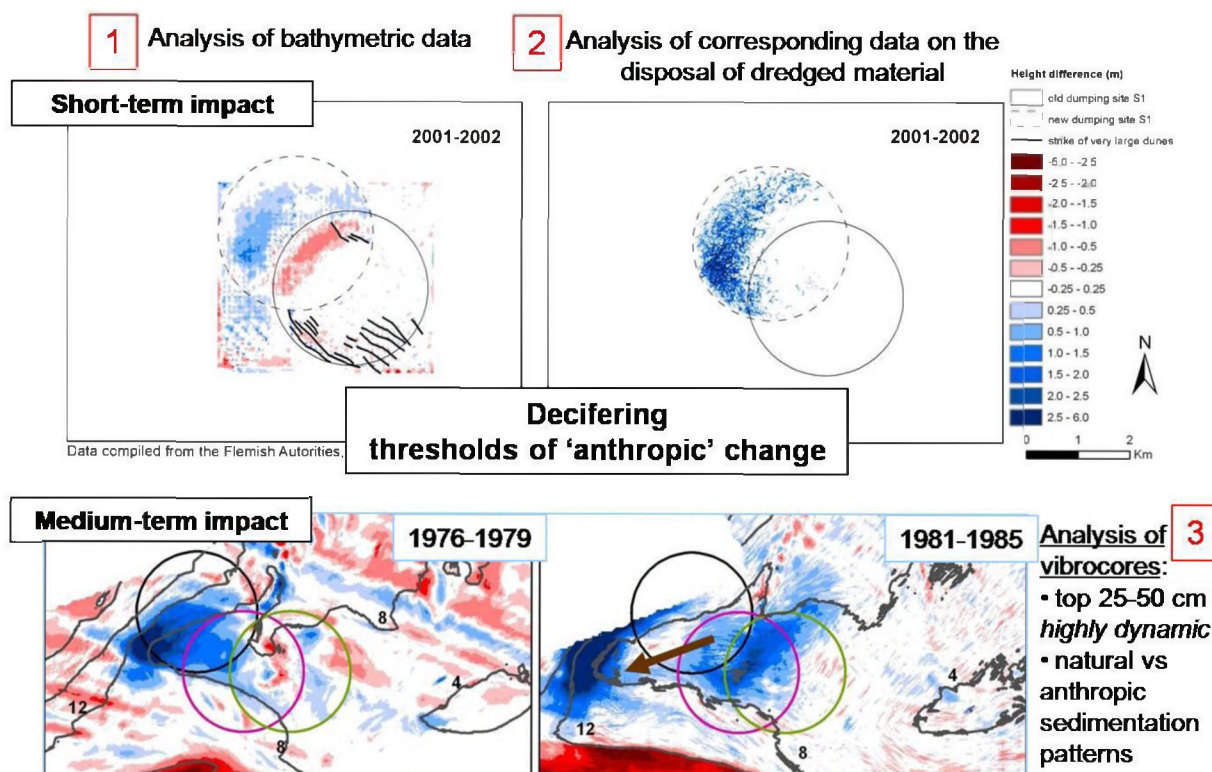 1 Analysis of bathymetric data
2 Analysis of corresponding data on the
disposal of dredged material
Short-term impact
2001-2002
2001-2002
Height difference (m)
old dumping site S1
new dumping site S1
strike of very large dunes
-5.0 - -2.5
-2.5 - -2.0
-2.0 - -1.5
-1.5 - -1.0
-1.0 - -0.5
-0.5 - -0.25
-0.25 - 0.25
0.25 - 0.5
0.5 - 1.0
1.0 - 1.5
1.5 - 2.0
2.0 - 2.5
2.5 - 6.0
N
0 1 2
Km
Decifering
thresholds of ‘anthropic’ change
Data compiled from the Flemish Autorities,
Medium-term impact
1976-1979
8
4
12
8
1981-1985
4
12
8
Analysis of 3
vibrocores:
• top 25-50 cm
highly dynamic
• natural vs
anthropic
sedimentation
patterns